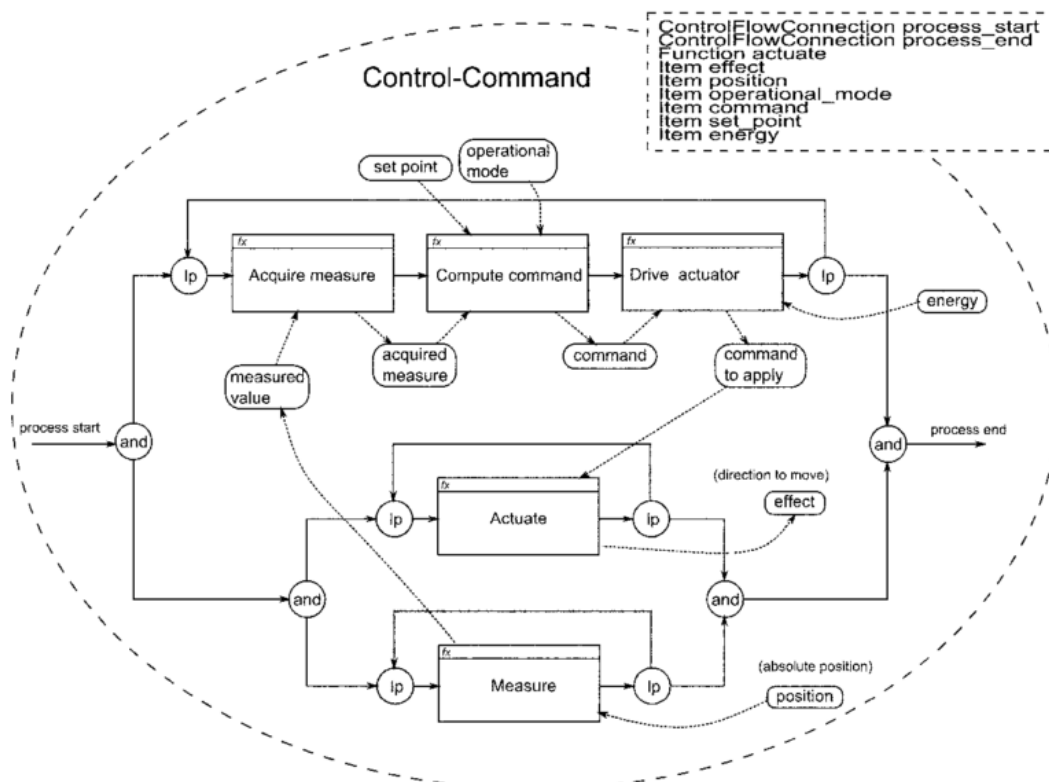 ControlFlowConnection process_start
ControlFlowConnection process_end
Function actuate
Item effect
Item position
Item operational_mode
Item command
Item set_point
Item energy
Control-Command
set point
operational
mode
fx
fx
fx
lp
Acquire measure
Compute command
Drive actuator
lp
energy
measured
value
acquired
measure
command
command
to apply
process start
and
and
process end
(direction to move)
effect
fx
lp
Actuate
lp
and
and
fx
lp
Measure
lp
(absolute position)
position